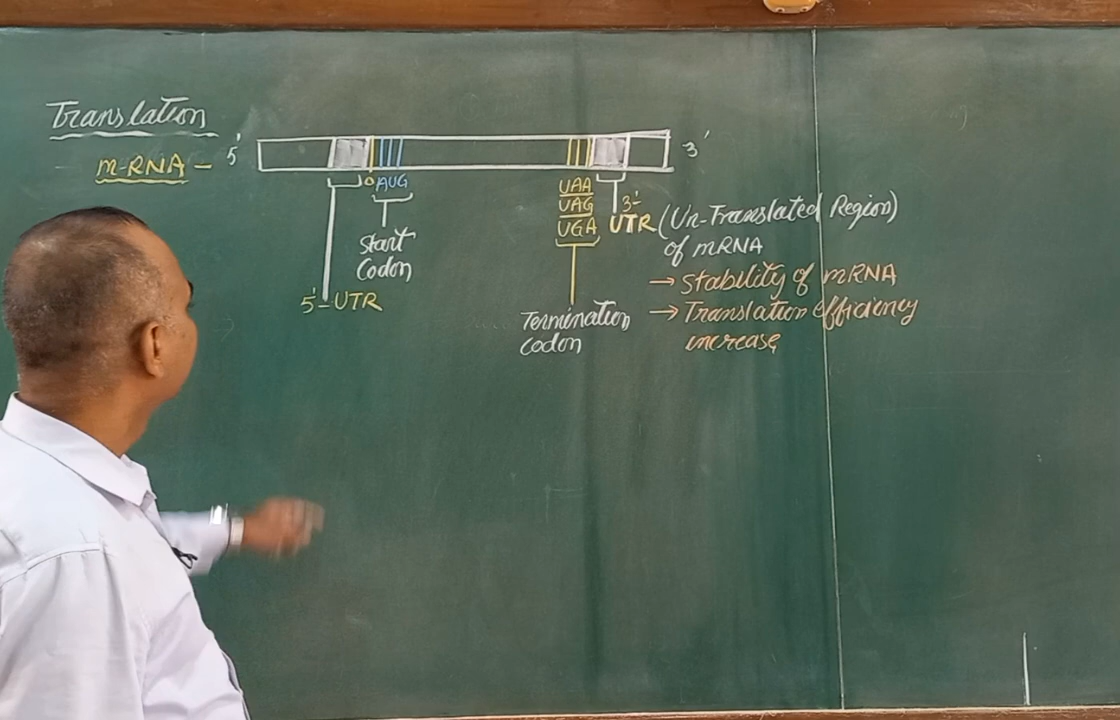 Translation
m-RNA -
5'
3'
AUG
Start
Codon
5'-UTR
UAA
UAG
UGA
Termination
Codon
3'-
UTR (Un-Translated Region)
of mRNA
→ Stability of mRNA
→ Translation Efficiency
increase